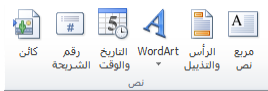 مربع نص
الرأس والتذييل
WordArt
التاريخ والوقت
رقم الشريحة
كائن
نص